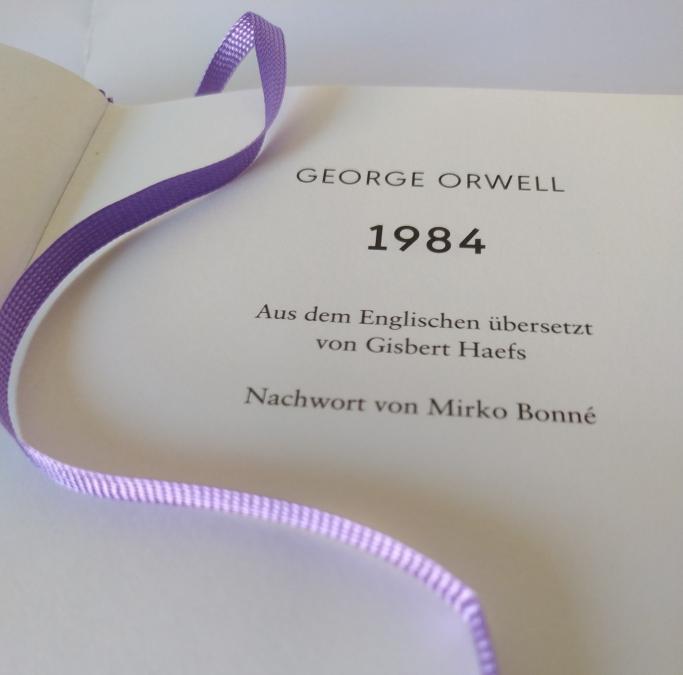 GEORGE ORWELL
1984
Aus dem Englischen übersetzt
von Gisbert Haefs
Nachwort von Mirko Bonné